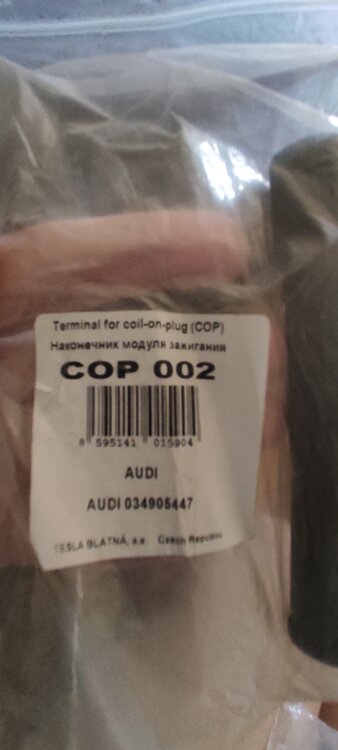 Terminal for coil-on-plug (COP)
Наконечник модуля зажигания
COP 002
8 595141 015904
AUDI
AUDI 034905447
TESLA BLATNÁ, a.s. Czech Republic